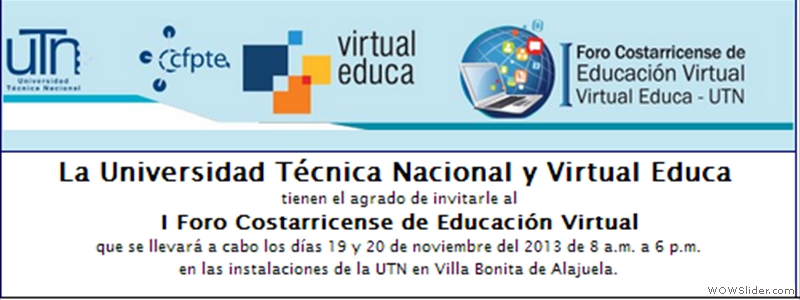 UTN
Universidad
Técnica Nacional
cfpte
virtual
educa
I Foro Costarricense de
Educación Virtual
Virtual Educa - UTN
La Universidad Técnica Nacional y Virtual Educa
tienen el agrado de invitarle al
I Foro Costarricense de Educación Virtual
que se llevará a cabo los días 19 y 20 de noviembre del 2013 de 8 a.m. a 6 p.m.
en las instalaciones de la UTN en Villa Bonita de Alajuela.
WOWSlider.com